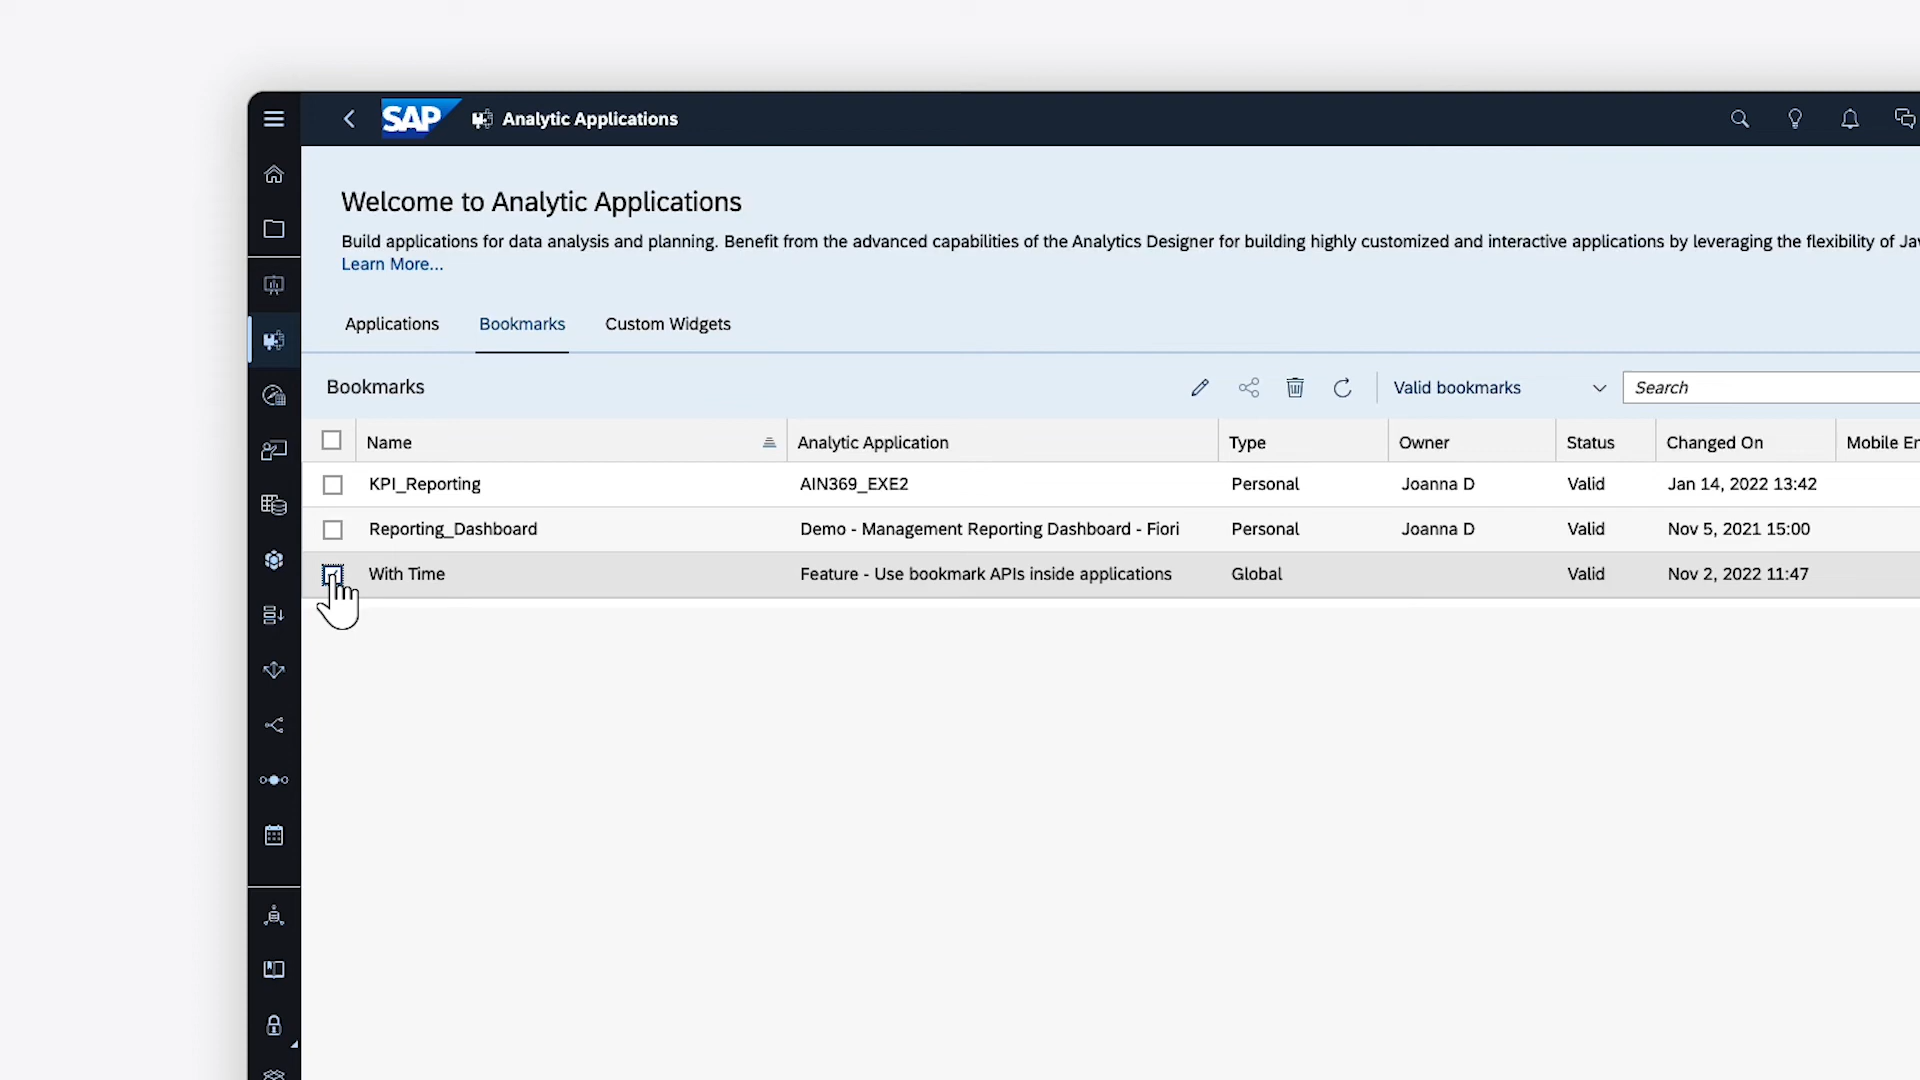 SAP Analytic Applications
Welcome to Analytic Applications
Build applications for data analysis and planning. Benefit from the advanced capabilities of the Analytics Designer for building highly customized and interactive applications by leveraging the flexibility of Jav
Learn More...
Applications Bookmarks Custom Widgets
Bookmarks Valid bookmarks Search
Name Analytic Application Type Owner Status Changed On Mobile En
KPI_Reporting AIN369_EXE2 Personal Joanna D Valid Jan 14, 2022 13:42
Reporting_Dashboard Demo - Management Reporting Dashboard - Fiori Personal Joanna D Valid Nov 5, 2021 15:00
With Time Feature - Use bookmark APIs inside applications Global Valid Nov 2, 2022 11:47